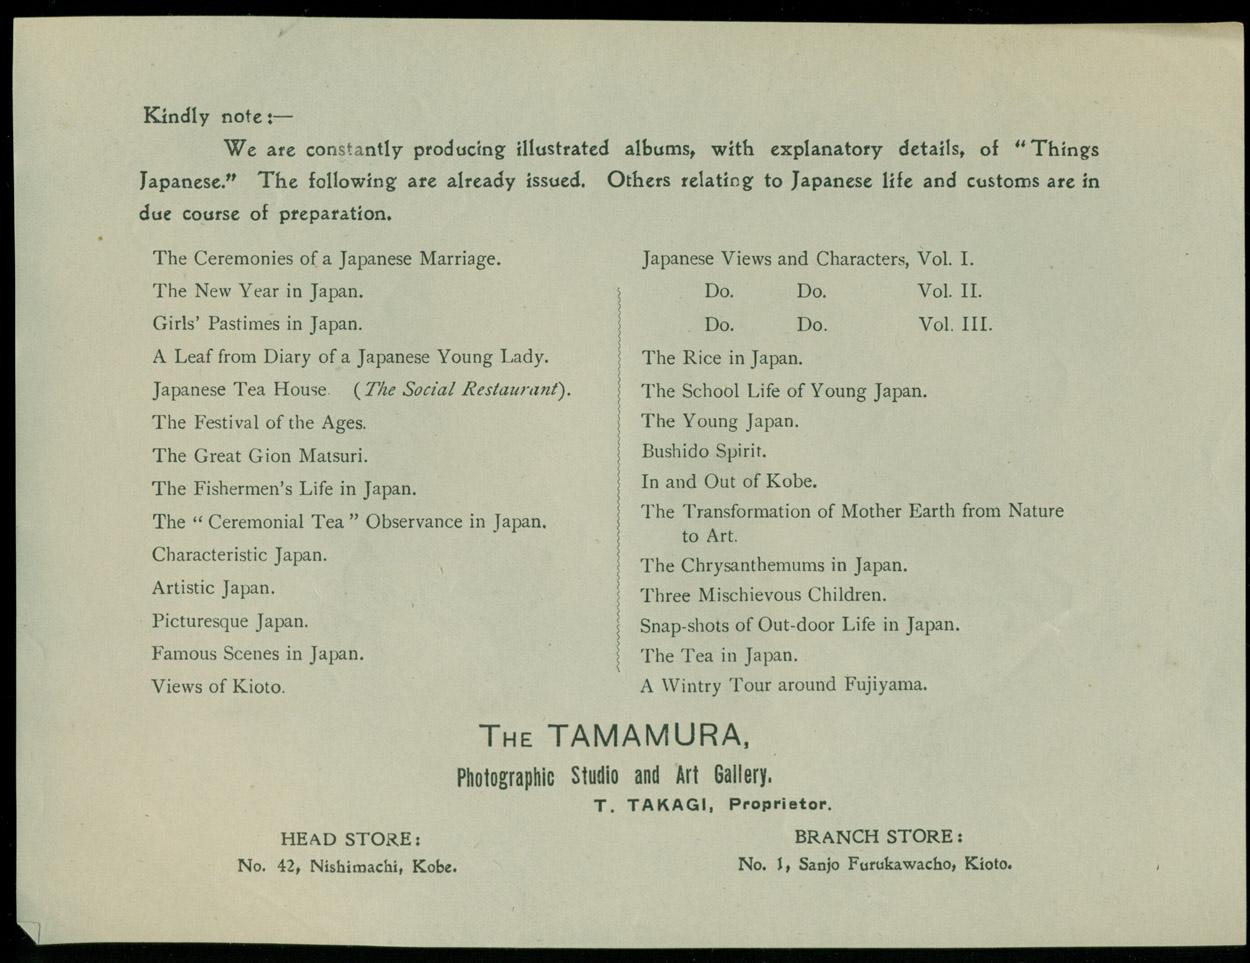 Kindly note:—
We are constantly producing illustrated albums, with explanatory details, of “Things
Japanese.” The following are already issued. Others relating to Japanese life and customs are in
due course of preparation.
The Ceremonies of a Japanese Marriage.
The New Year in Japan.
Girls’ Pastimes in Japan.
A Leaf from Diary of a Japanese Young Lady.
Japanese Tea House. (The Social Restaurant).
The Festival of the Ages.
The Great Gion Matsuri.
The Fishermen’s Life in Japan.
The “Ceremonial Tea” Observance in Japan.
Characteristic Japan.
Artistic Japan.
Picturesque Japan.
Famous Scenes in Japan.
Views of Kioto.
Japanese Views and Characters, Vol. I.
Do. Do. Vol. II.
Do. Do. Vol. III.
The Rice in Japan.
The School Life of Young Japan.
The Young Japan.
Bushido Spirit.
In and Out of Kobe.
The Transformation of Mother Earth from Nature
to Art.
The Chrysanthemums in Japan.
Three Mischievous Children.
Snap-shots of Out-door Life in Japan.
The Tea in Japan.
A Wintry Tour around Fujiyama.
The TAMAMURA,
Photographic Studio and Art Gallery.
T. TAKAGI, Proprietor.
HEAD STORE:
No. 42, Nishimachi, Kobe.
BRANCH STORE:
No. 1, Sanjo Furukawacho, Kioto.